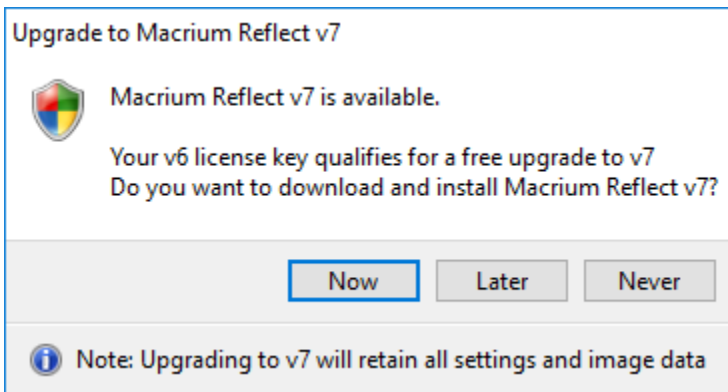 Upgrade to Macrium Reflect v7
Macrium Reflect v7 is available.
Your v6 license key qualifies for a free upgrade to v7
Do you want to download and install Macrium Reflect v7?
Now Later Never
Note: Upgrading to v7 will retain all settings and image data